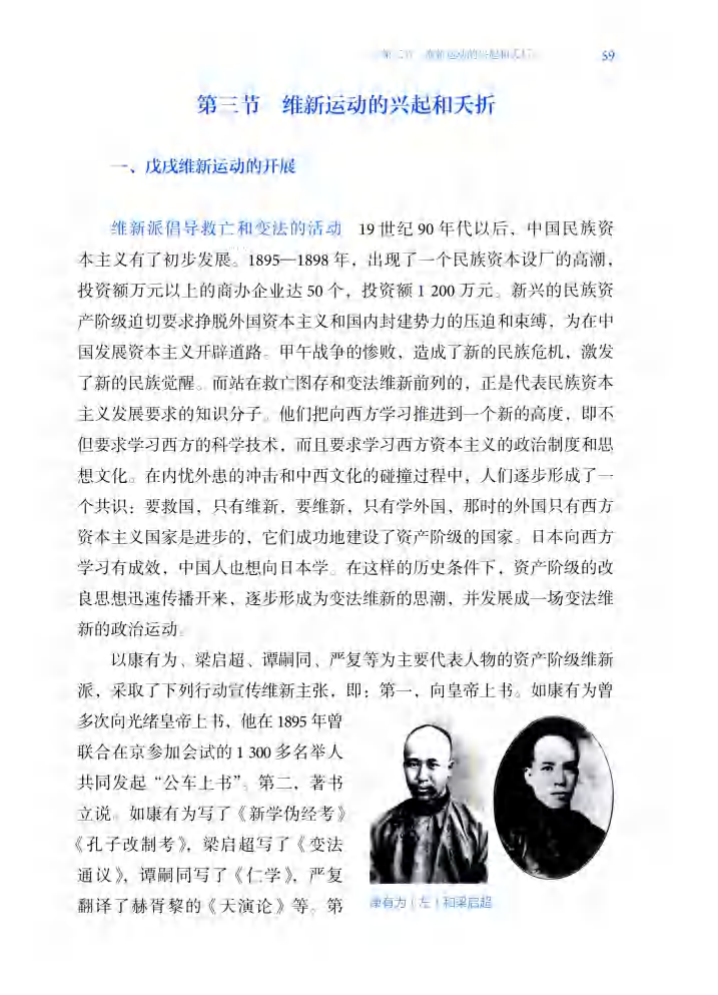 第三节 维新运动的兴起和夭折 59
第三节 维新运动的兴起和夭折
一、戊戌维新运动的开展
维新派倡导救亡和变法的活动 19 世纪 90 年代以后，中国民族资
本主义有了初步发展。1895—1898 年，出现了一个民族资本设厂的高潮，
投资额万元以上的商办企业达 50 个，投资额 1 200 万元。新兴的民族资
产阶级迫切要求挣脱外国资本主义和国内封建势力的压迫和束缚，为在中
国发展资本主义开辟道路。甲午战争的惨败，造成了新的民族危机，激发
了新的民族觉醒。而站在救亡图存和变法维新前列的，正是代表民族资本
主义发展要求的知识分子。他们把向西方学习推进到一个新的高度，即不
但要求学习西方的科学技术，而且要求学习西方资本主义的政治制度和思
想文化。在内忧外患的冲击和中西文化的碰撞过程中，人们逐步形成了一
个共识：要救国，只有维新，要维新，只有学外国，那时的外国只有西方
资本主义国家是进步的，它们成功地建设了资产阶级的国家。日本向西方
学习有成效，中国人也想向日本学。在这样的历史条件下，资产阶级的改
良思想迅速传播开来，逐步形成为变法维新的思潮，并发展成一场变法维
新的政治运动。
以康有为、梁启超、谭嗣同、严复等为主要代表人物的资产阶级维新
派，采取了下列行动宣传维新主张，即：第一，向皇帝上书。如康有为曾
多次向光绪皇帝上书，他在 1895 年曾
联合在京参加会试的 1 300 多名举人
共同发起“公车上书”。第二，著书
立说。如康有为写了《新学伪经考》
《孔子改制考》，梁启超写了《变法
通议》，谭嗣同写了《仁学》，严复
翻译了赫胥黎的《天演论》等。第
康有为（左）和梁启超